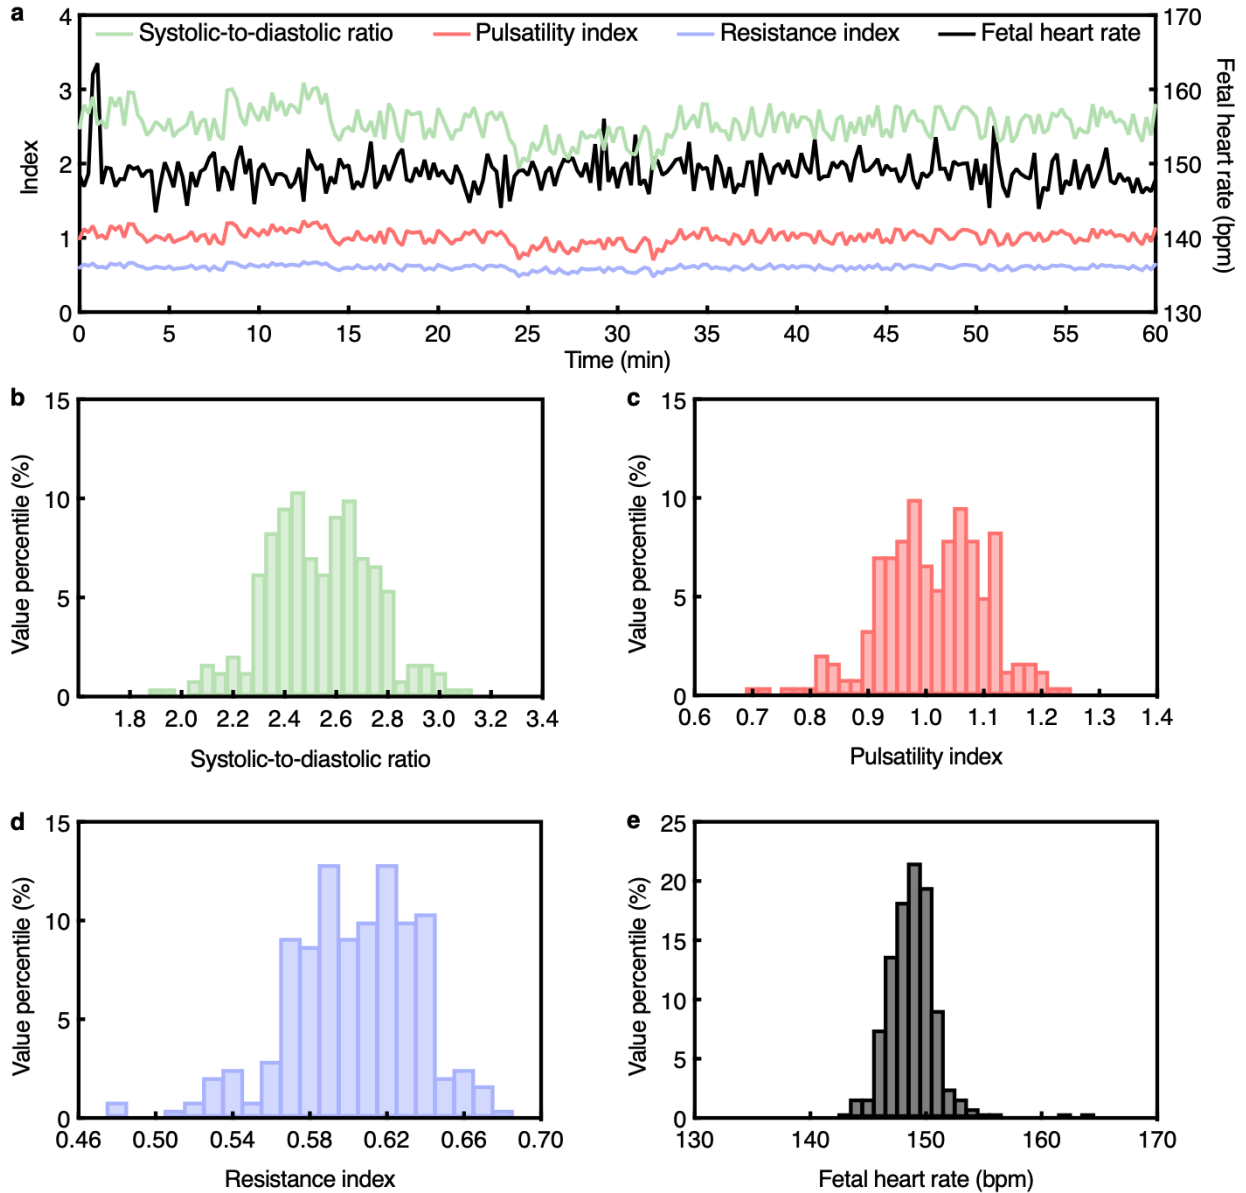 a
4
3
2
1
0
Index
Systolic-to-diastolic ratio
Pulsatility index
Resistance index
Fetal heart rate
170
160
150
140
130
Fetal heart rate (bpm)
0 5 10 15 20 25 30 35 40 45 50 55 60
Time (min)
b
15
10
5
0
Value percentile (%)
1.8 2.0 2.2 2.4 2.6 2.8 3.0 3.2 3.4
Systolic-to-diastolic ratio
c
15
10
5
0
Value percentile (%)
0.6 0.7 0.8 0.9 1.0 1.1 1.2 1.3 1.4
Pulsatility index
d
15
10
5
0
Value percentile (%)
0.46 0.50 0.54 0.58 0.62 0.66 0.70
Resistance index
e
25
20
15
10
5
0
Value percentile (%)
130 140 150 160 170
Fetal heart rate (bpm)